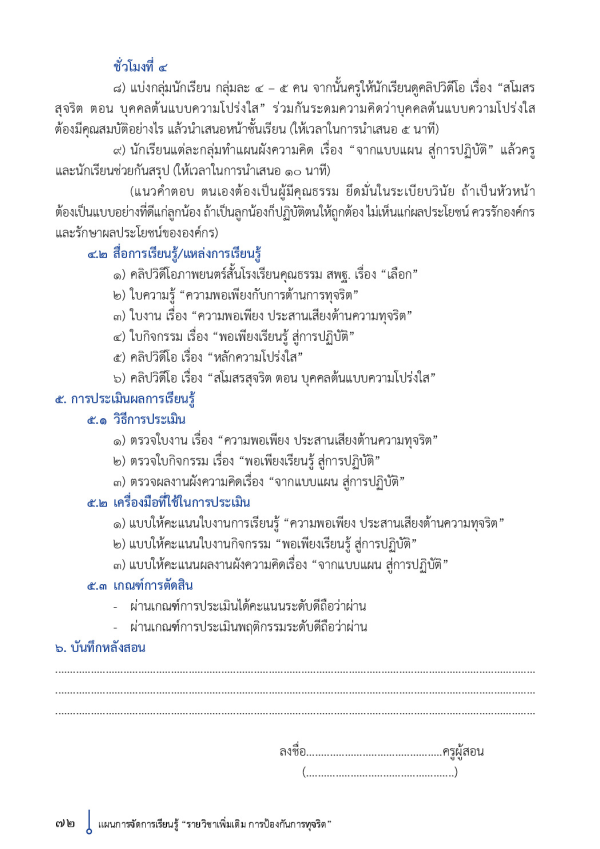 ชั่วโมงที่ ๔
๘) แบ่งกลุ่มนักเรียน กลุ่มละ ๔ – ๕ คน จากนั้นครูให้นักเรียนดูคลิปวิดีโอ เรื่อง “สโมสร
สุจริต ตอน บุคคลต้นแบบความโปร่งใส” ร่วมกันระดมความคิดว่าบุคคลต้นแบบความโปร่งใส
ต้องมีคุณสมบัติอย่างไร แล้วนำเสนอหน้าชั้นเรียน (ให้เวลาในการนำเสนอ ๕ นาที)
๙) นักเรียนแต่ละกลุ่มทำแผนผังความคิด เรื่อง “จากแบบแผน สู่การปฏิบัติ” แล้วครู
และนักเรียนช่วยกันสรุป (ให้เวลาในการนำเสนอ ๑๐ นาที)
(แนวคำตอบ ตนเองต้องเป็นผู้มีคุณธรรม ยึดมั่นในระเบียบวินัย ถ้าเป็นหัวหน้า
ต้องเป็นแบบอย่างที่ดีแก่ลูกน้อง ถ้าเป็นลูกน้องก็ปฏิบัติตนให้ถูกต้อง ไม่เห็นแก่ผลประโยชน์ ควรรักองค์กร
และรักษาผลประโยชน์ขององค์กร)
๔.๒ สื่อการเรียนรู้/แหล่งการเรียนรู้
๑) คลิปวิดีโอภาพยนตร์สั้นโรงเรียนคุณธรรม สพฐ. เรื่อง “เลือก”
๒) ใบความรู้ “ความพอเพียงกับการต้านการทุจริต”
๓) ใบงาน เรื่อง “ความพอเพียง ประสานเสียงต้านความทุจริต”
๔) ใบกิจกรรม เรื่อง “พอเพียงเรียนรู้ สู่การปฏิบัติ”
๕) คลิปวิดีโอ เรื่อง “หลักความโปร่งใส”
๖) คลิปวิดีโอ เรื่อง “สโมสรสุจริต ตอน บุคคลต้นแบบความโปร่งใส”
๕. การประเมินผลการเรียนรู้
๕.๑ วิธีการประเมิน
๑) ตรวจใบงาน เรื่อง “ความพอเพียง ประสานเสียงต้านความทุจริต”
๒) ตรวจใบกิจกรรม เรื่อง “พอเพียงเรียนรู้ สู่การปฏิบัติ”
๓) ตรวจผลงานผังความคิดเรื่อง “จากแบบแผน สู่การปฏิบัติ”
๕.๒ เครื่องมือที่ใช้ในการประเมิน
๑) แบบให้คะแนนใบงานการเรียนรู้ “ความพอเพียง ประสานเสียงต้านความทุจริต”
๒) แบบให้คะแนนใบงานกิจกรรม “พอเพียงเรียนรู้ สู่การปฏิบัติ”
๓) แบบให้คะแนนผลงานผังความคิดเรื่อง “จากแบบแผน สู่การปฏิบัติ”
๕.๓ เกณฑ์การตัดสิน
- ผ่านเกณฑ์การประเมินได้คะแนนระดับดีถือว่าผ่าน
- ผ่านเกณฑ์การประเมินพฤติกรรมระดับดีถือว่าผ่าน
๖. บันทึกหลังสอน
................................................................................
................................................................................
................................................................................
ลงชื่อ..............................................ครูผู้สอน
(..................................................)
๗๒ แผนการจัดการเรียนรู้ “รายวิชาเพิ่มเติม การป้องกันการทุจริต”